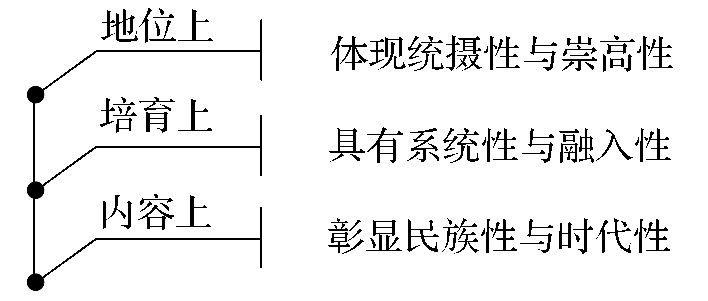 地位上 体现统摄性与崇高性
培育上 具有系统性与融入性
内容上 彰显民族性与时代性